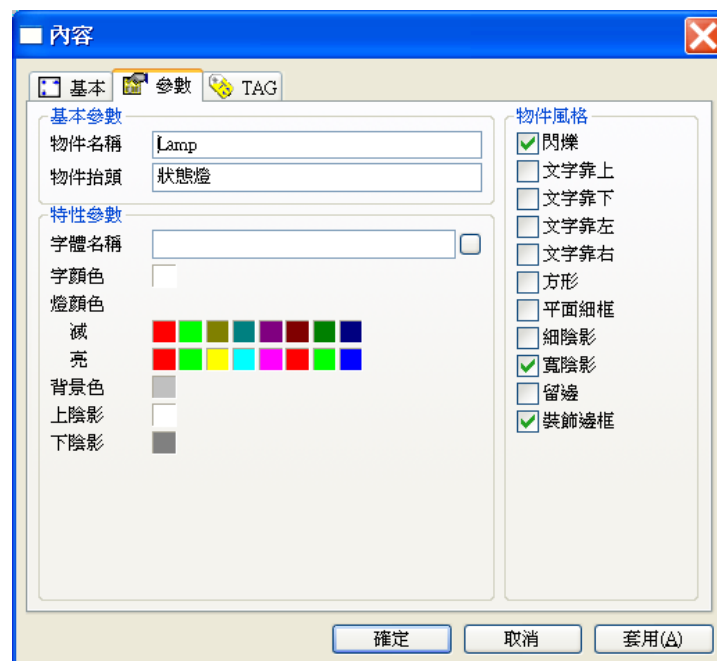 內容
基本 參數 TAG
基本參數
物件名稱 Lamp
物件抬頭 狀態燈
特性參數
字體名稱
字顏色
燈顏色
滅
亮
背景色
上陰影
下陰影
物件風格
閃爍
文字靠上
文字靠下
文字靠左
文字靠右
方形
平面細框
細陰影
寬陰影
留邊
裝飾邊框
確定 取消 套用(A)